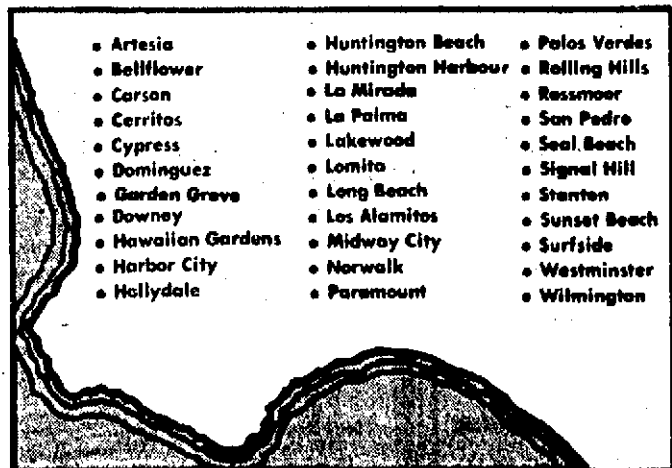 • Artesia
• Bellflower
• Carson
• Cerritos
• Cypress
• Dominguez
• Garden Grove
• Downey
• Hawaiian Gardens
• Harbor City
• Hollydale
• Huntington Beach
• Huntington Harbour
• La Mirada
• La Palma
• Lakewood
• Lomita
• Long Beach
• Los Alamitos
• Midway City
• Norwalk
• Paramount
• Palos Verdes
• Rolling Hills
• Rossmoor
• San Pedro
• Seal Beach
• Signal Hill
• Stanton
• Sunset Beach
• Surfside
• Westminster
• Wilmington